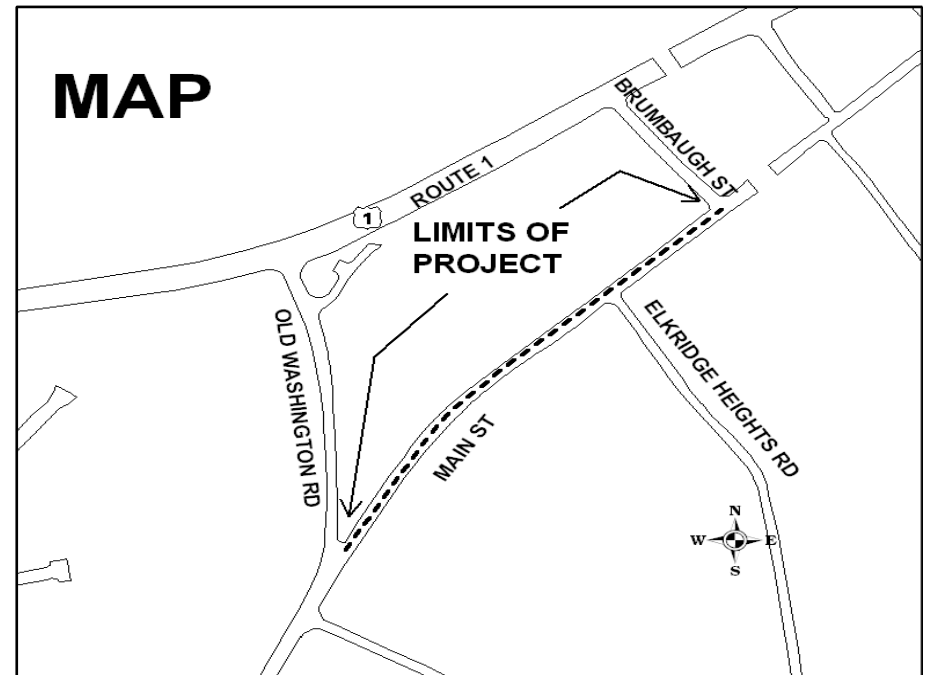 MAP
BRUMBAUGH ST
ROUTE 1
1
LIMITS OF
PROJECT
OLD WASHINGTON RD
ELKRIDGE HEIGHTS RD
MAIN ST
N
W E
S